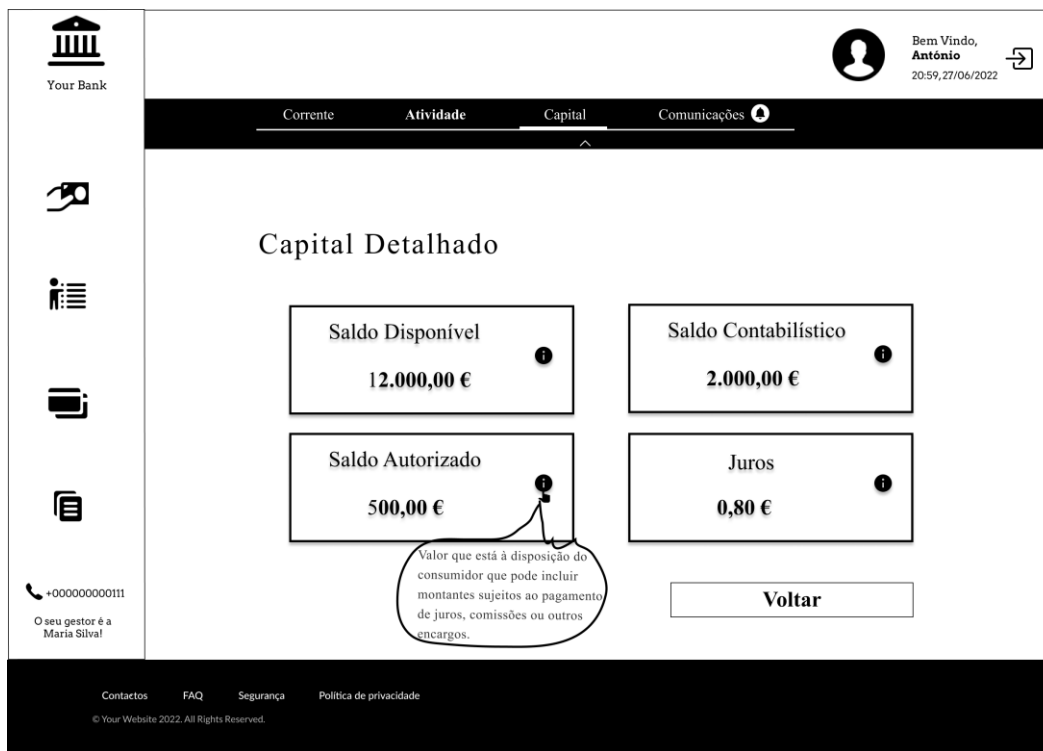 Your Bank
Bem Vindo,
António
20:59, 27/06/2022
Corrente
Atividade
Capital
Comunicações
Capital Detalhado
Saldo Disponível
12.000,00 €
Saldo Contabilístico
2.000,00 €
Saldo Autorizado
500,00 €
Juros
0,80 €
Valor que está à disposição do
consumidor que pode incluir
montantes sujeitos ao pagamento
de juros, comissões ou outros
encargos.
Voltar
+000000000111
O seu gestor é a
Maria Silva!
Contactos
FAQ
Segurança
Política de privacidade
© Your Website 2022. All Rights Reserved.